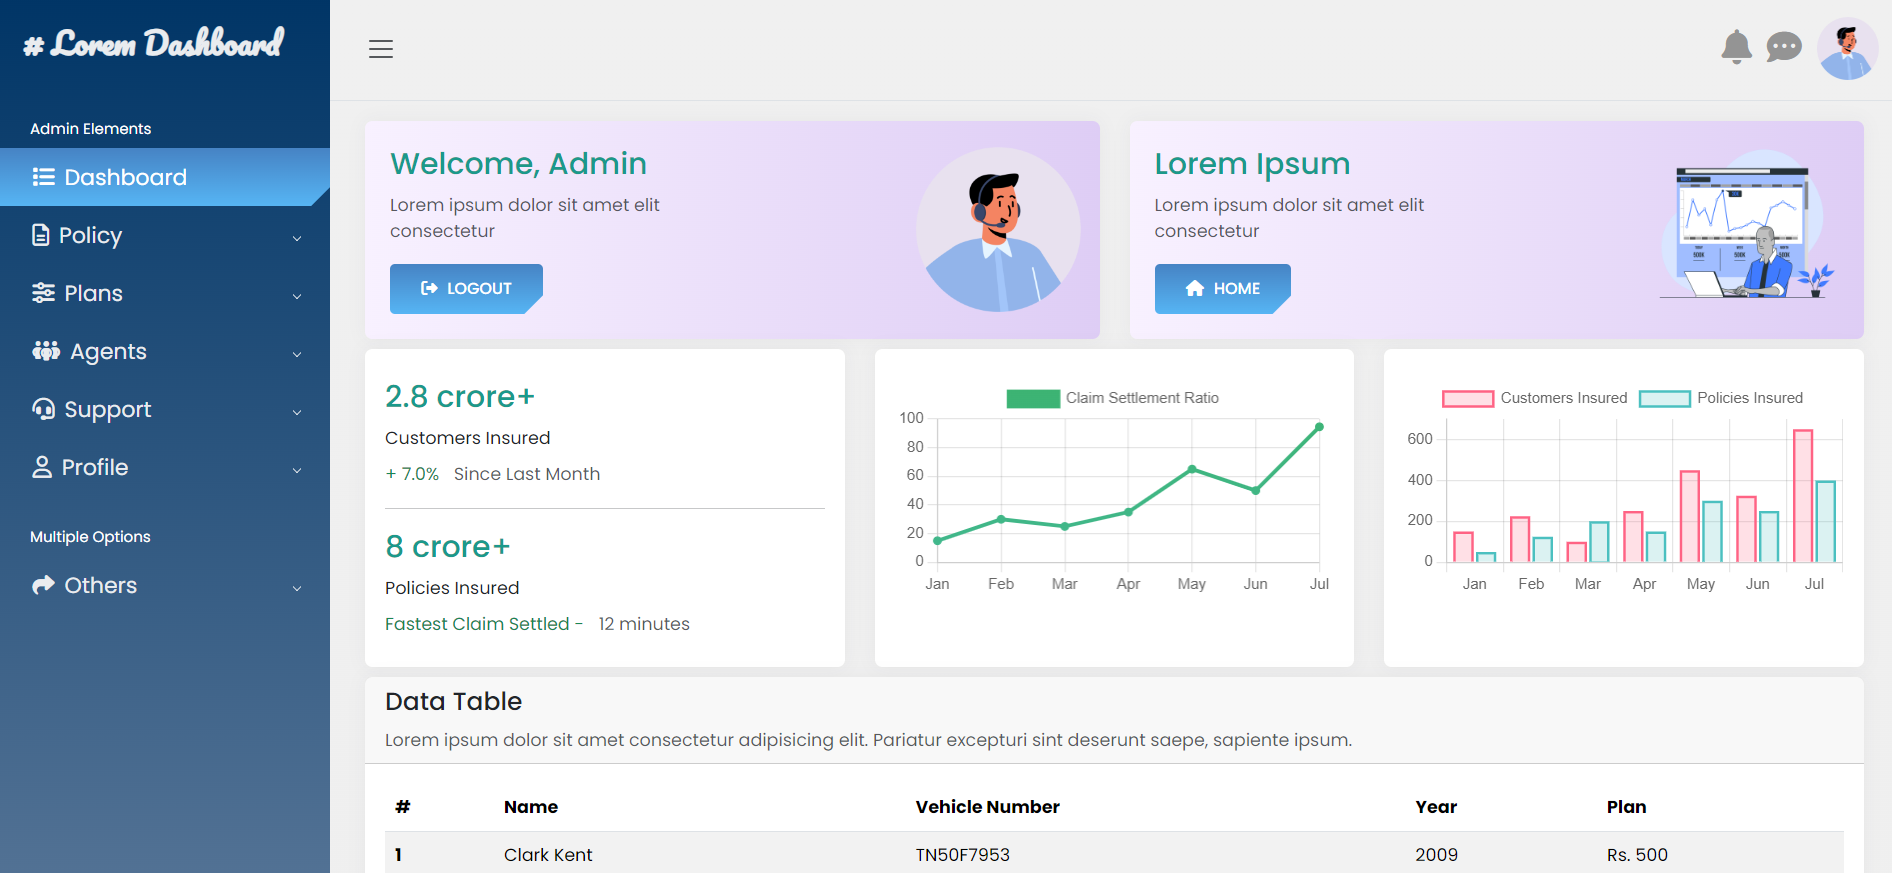 # Lorem Dashboard
Admin Elements
Dashboard
Policy
Plans
Agents
Support
Profile
Multiple Options
Others
Welcome, Admin
Lorem ipsum dolor sit amet elit
consectetur
LOGOUT
Lorem Ipsum
Lorem ipsum dolor sit amet elit
consectetur
HOME
500K 500K 500K
2.8 crore+
Customers Insured
+ 7.0% Since Last Month
8 crore+
Policies Insured
Fastest Claim Settled - 12 minutes
Claim Settlement Ratio
100
80
60
40
20
0
Jan Feb Mar Apr May Jun Jul
Customers Insured Policies Insured
600
400
200
0
Jan Feb Mar Apr May Jun Jul
Data Table
Lorem ipsum dolor sit amet consectetur adipisicing elit. Pariatur excepturi sint deserunt saepe, sapiente ipsum.
# Name Vehicle Number Year Plan
1 Clark Kent TN50F7953 2009 Rs. 500